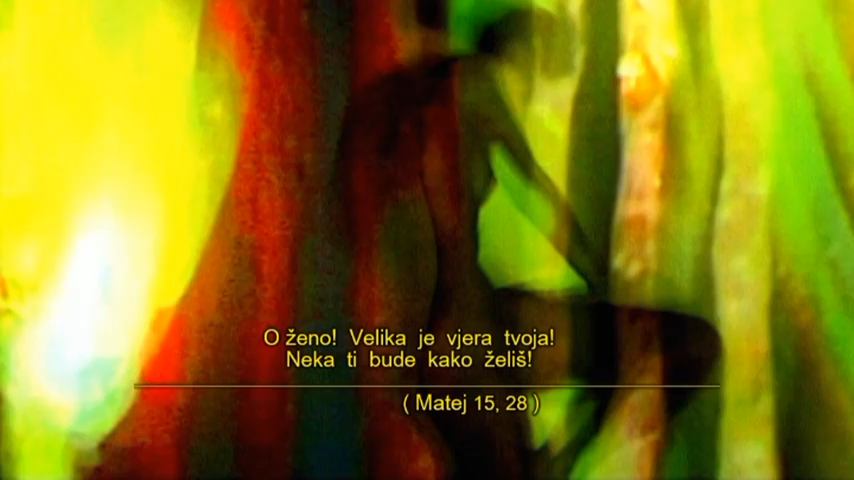 O ženo! Velika je vjera tvoja!
Neka ti bude kako želiš!
( Matej 15, 28 )